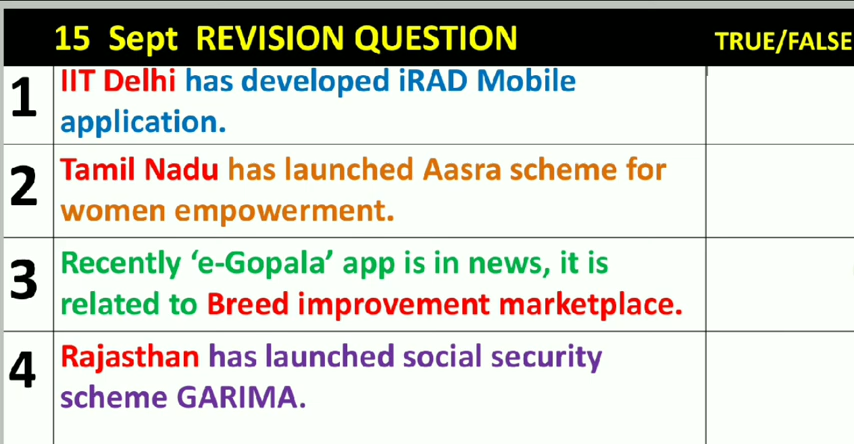 15 Sept REVISION QUESTION TRUE/FALSE
1 IIT Delhi has developed iRAD Mobile
application.
2 Tamil Nadu has launched Aasra scheme for
women empowerment.
3 Recently ‘e-Gopala’ app is in news, it is
related to Breed improvement marketplace.
4 Rajasthan has launched social security
scheme GARIMA.